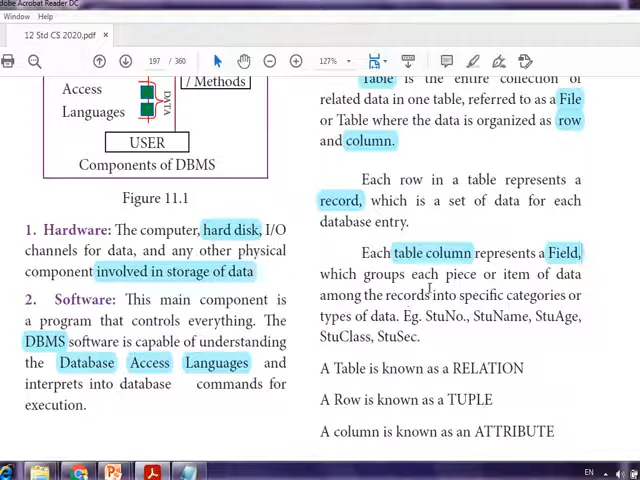 Adobe Acrobat Reader DC
Window Help
12 Std CS 2020.pdf ×
197 / 360
127%
Access
Languages
DATA
/ Methods
USER
Components of DBMS
Figure 11.1
1. Hardware: The computer, hard disk, I/O
channels for data, and any other physical
component involved in storage of data
2. Software: This main component is
a program that controls everything. The
DBMS software is capable of understanding
the Database Access Languages and
interprets into database commands for
execution.
Table is the entire collection of
related data in one table, referred to as a File
or Table where the data is organized as row
and column.
Each row in a table represents a
record, which is a set of data for each
database entry.
Each table column represents a Field,
which groups each piece or item of data
among the records into specific categories or
types of data. Eg. StuNo., StuName, StuAge,
StuClass, StuSec.
A Table is known as a RELATION
A Row is known as a TUPLE
A column is known as an ATTRIBUTE
EN